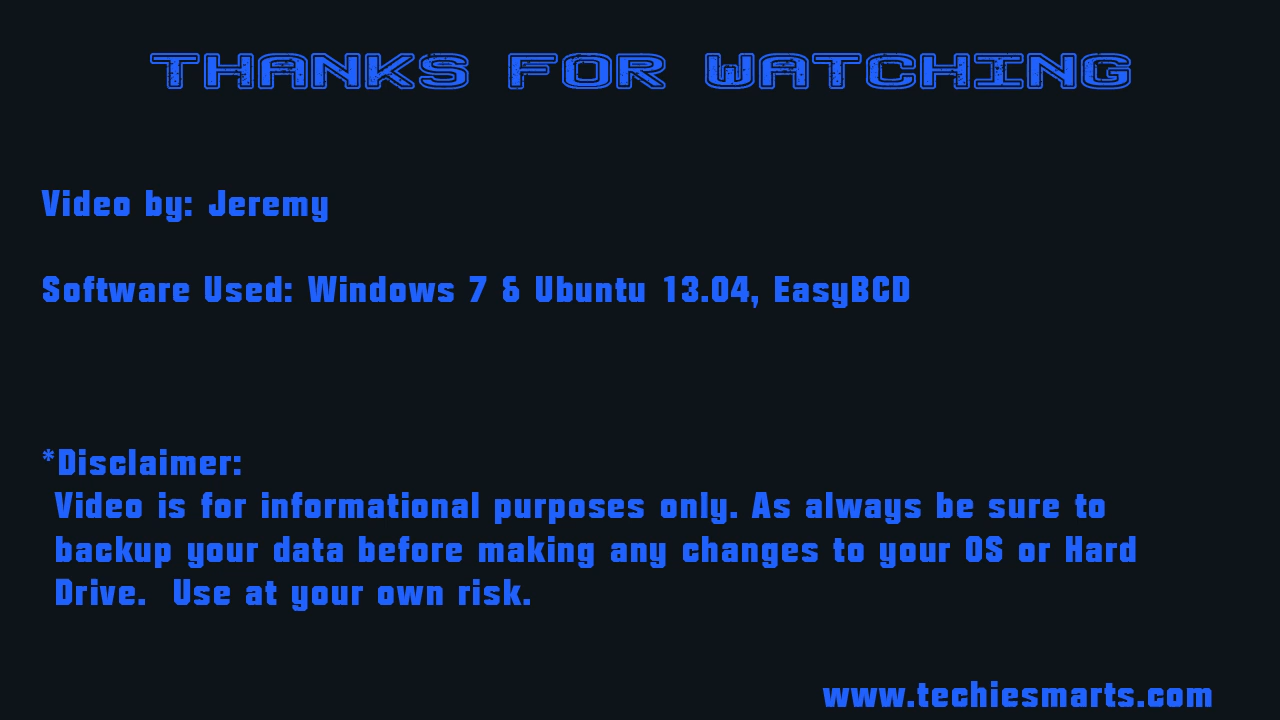 THANKS FOR WATCHING
Video by: Jeremy
Software Used: Windows 7 & Ubuntu 13.04, EasyBCD
*Disclaimer:
Video is for informational purposes only. As always be sure to
backup your data before making any changes to your OS or Hard
Drive.  Use at your own risk.
www.techiesmarts.com